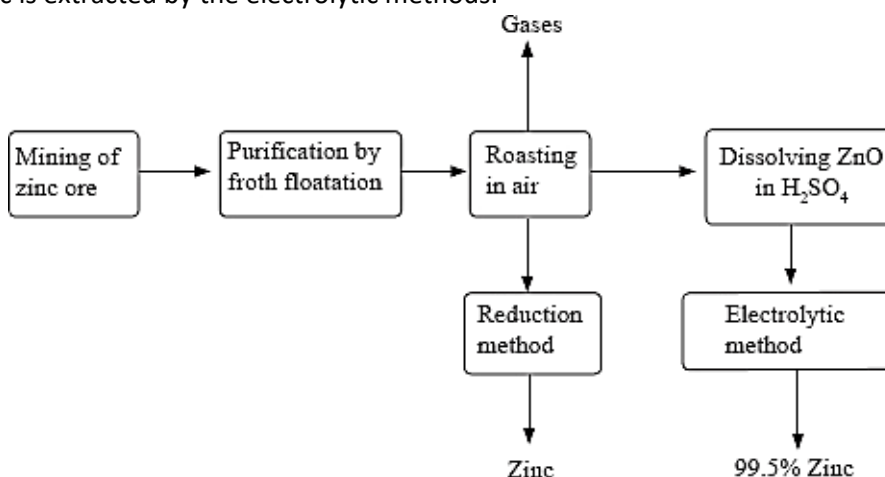 c is extracted by the electrolytic methods.
Gases
Mining of
zinc ore
Purification by
froth floatation
Roasting
in air
Dissolving ZnO
in H₂SO₄
Reduction
method
Electrolytic
method
Zinc
99.5% Zinc